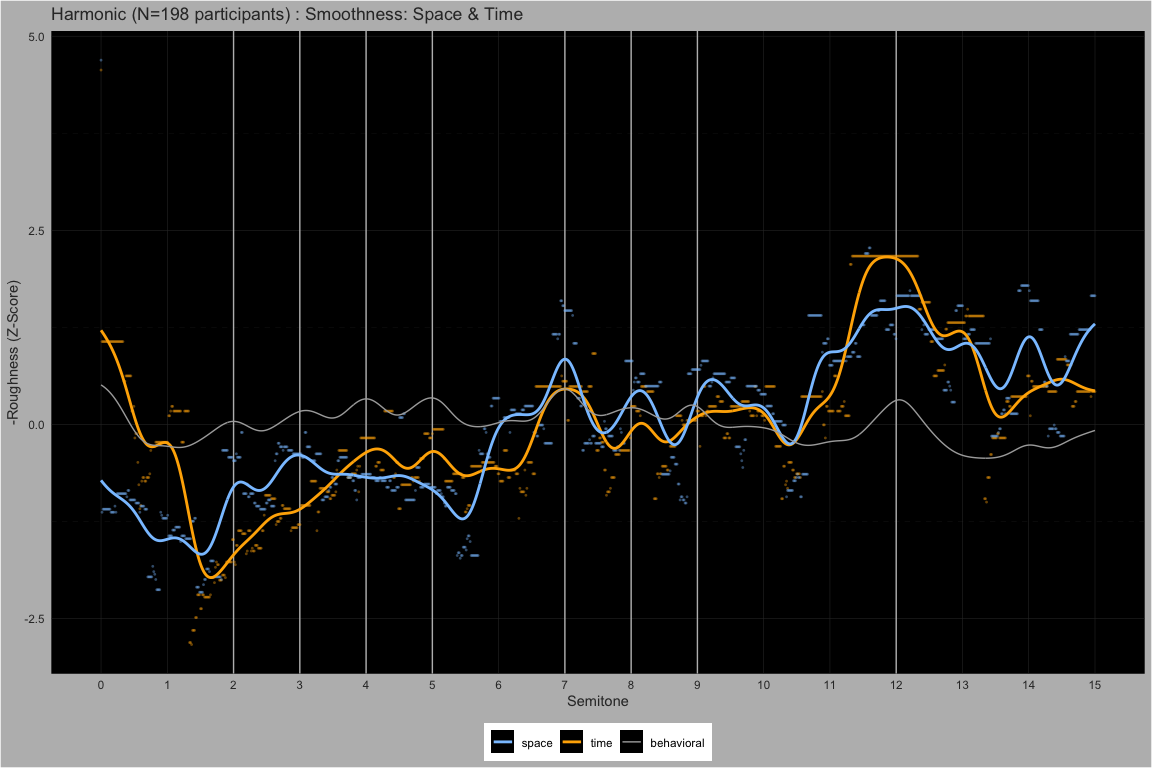 Harmonic (N=198 participants) : Smoothness: Space & Time
-Roughness (Z-Score)
5.0
2.5
0.0
-2.5
0 1 2 3 4 5 6 7 8 9 10 11 12 13 14 15
Semitone
space time behavioral